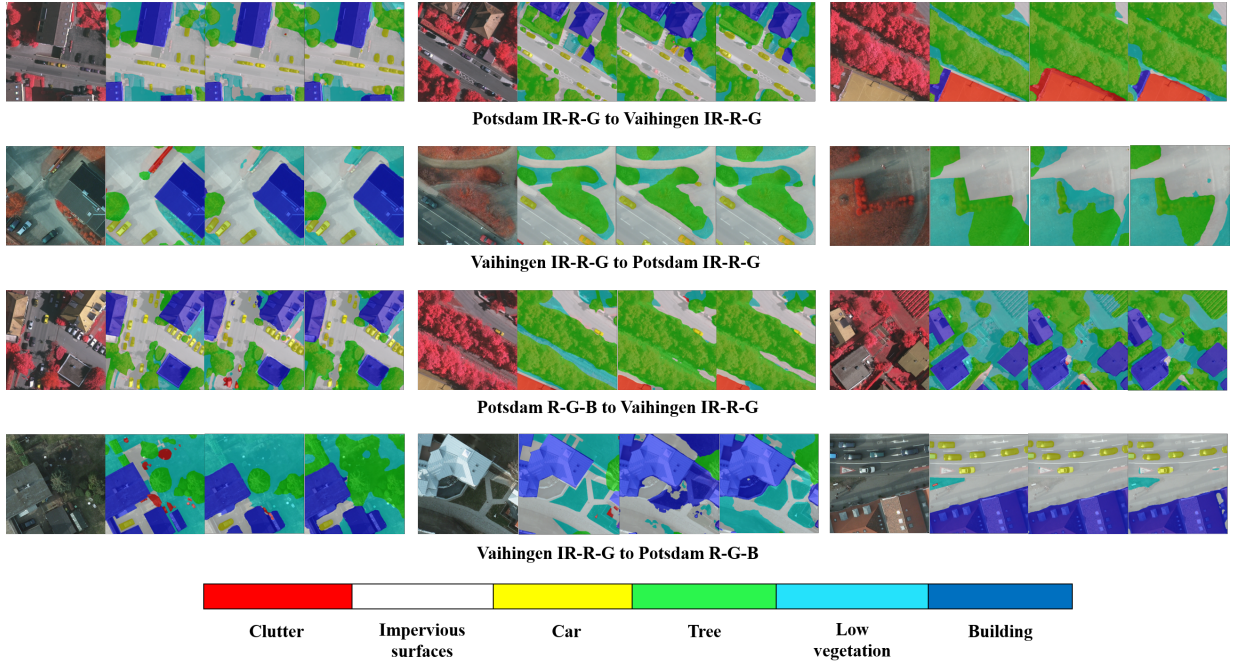 Potsdam IR-R-G to Vaihingen IR-R-G
Vaihingen IR-R-G to Potsdam IR-R-G
Potsdam R-G-B to Vaihingen IR-R-G
Vaihingen IR-R-G to Potsdam R-G-B
Clutter
Impervious
surfaces
Car
Tree
Low
vegetation
Building